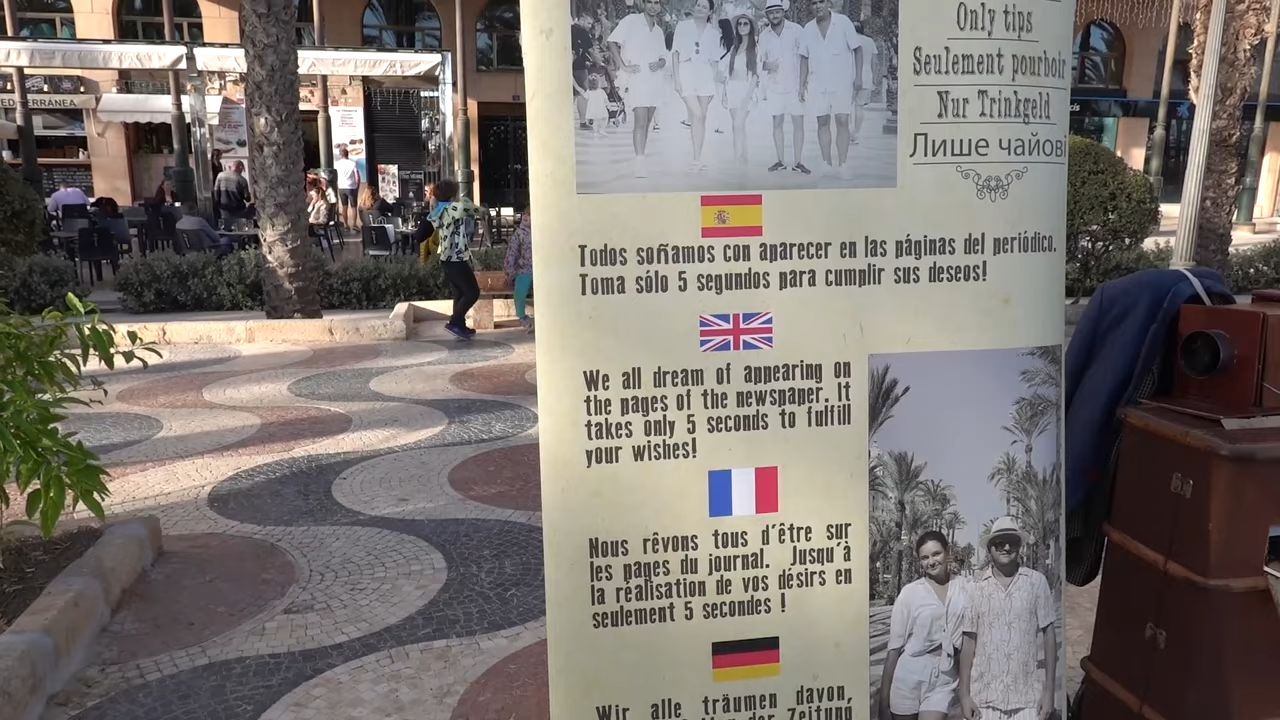 Only tips
Seulement pourboir
Nur Trinkgeld
Лише чайові
Todos soñamos con aparecer en las páginas del periódico.
Toma sólo 5 segundos para cumplir sus deseos!
We all dream of appearing on
the pages of the newspaper. It
takes only 5 seconds to fulfill
your wishes!
Nous rêvons tous d'être sur
les pages du journal. Jusqu'à
la réalisation de vos désirs en
seulement 5 secondes !
Wir alle träumen davon,
der Zeitung